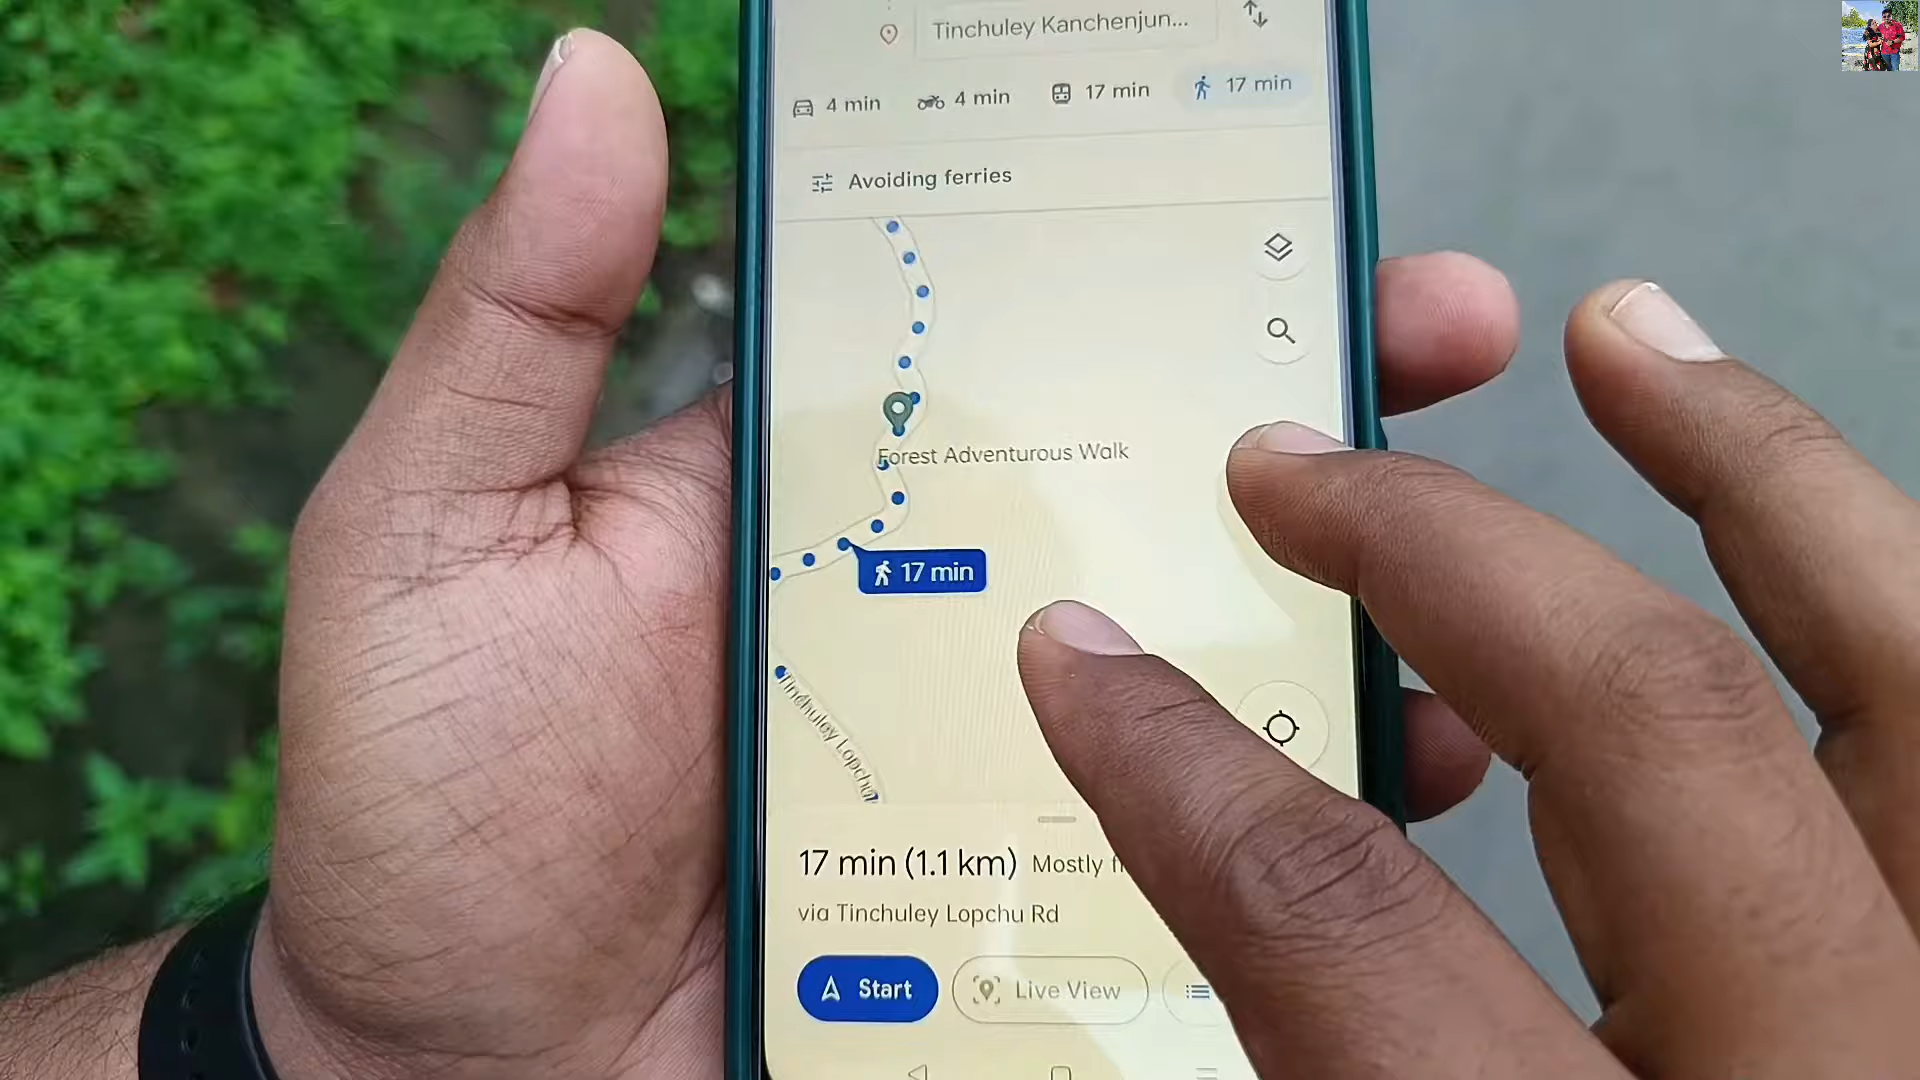 Tinchuley Kanchenjun...
4 min 4 min 17 min 17 min
Avoiding ferries
Forest Adventurous Walk
17 min
Tinchuley Lopchu
17 min (1.1 km) Mostly
via Tinchuley Lopchu Rd
Start Live View